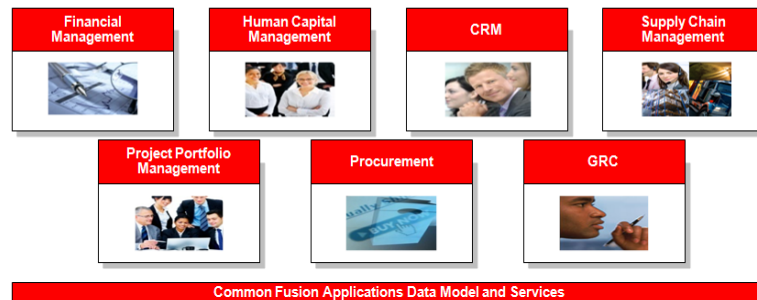 Financial
Management
Human Capital
Management
CRM
Supply Chain
Management
Project Portfolio
Management
Procurement
GRC
BUY
Common Fusion Applications Data Model and Services